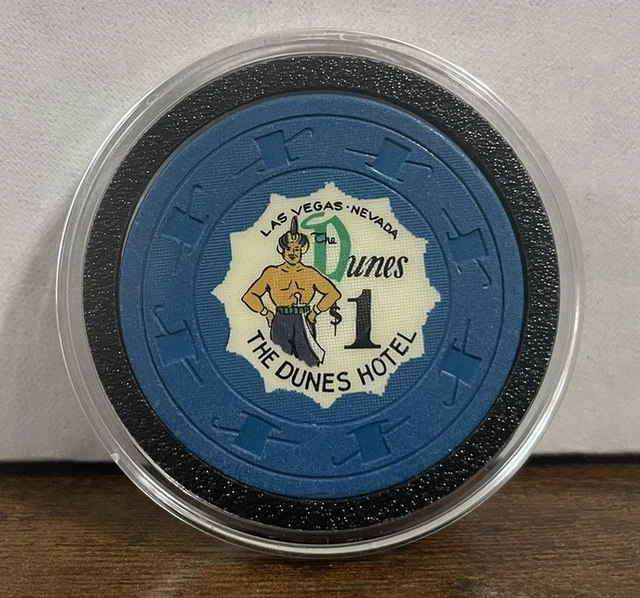 LAS VEGAS · NEVADA
The
Dunes
$1
THE DUNES HOTEL